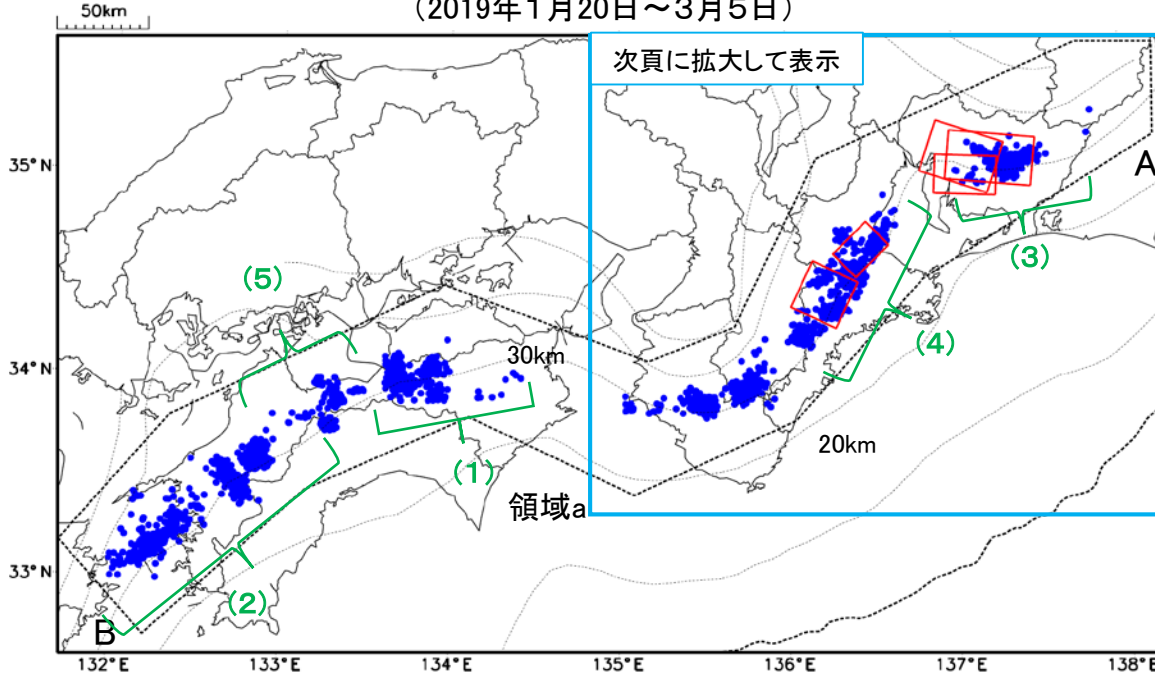 50km
（2019年１月20日～３月５日）
次頁に拡大して表示
35°N
A
(3)
(5)
34°N
30km
(4)
20km
(1)
領域a
33°N
(2)
B
132°E
133°E
134°E
135°E
136°E
137°E
138°E